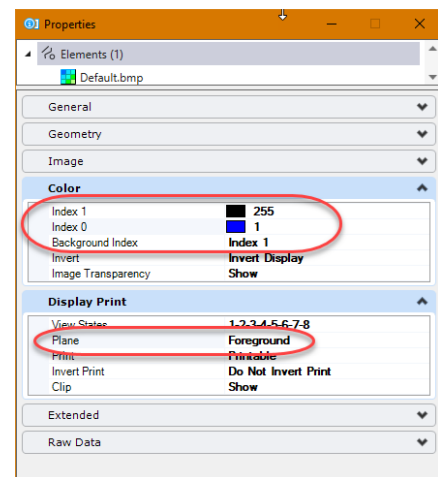 Properties
Elements (1)
Default.bmp
General
Geometry
Image
Color
Index 1 255
Index 0 1
Background Index Index 1
Invert Invert Display
Image Transparency Show
Display Print
View States 1-2-3-4-5-6-7-8
Plane Foreground
Print Printable
Invert Print Do Not Invert Print
Clip Show
Extended
Raw Data